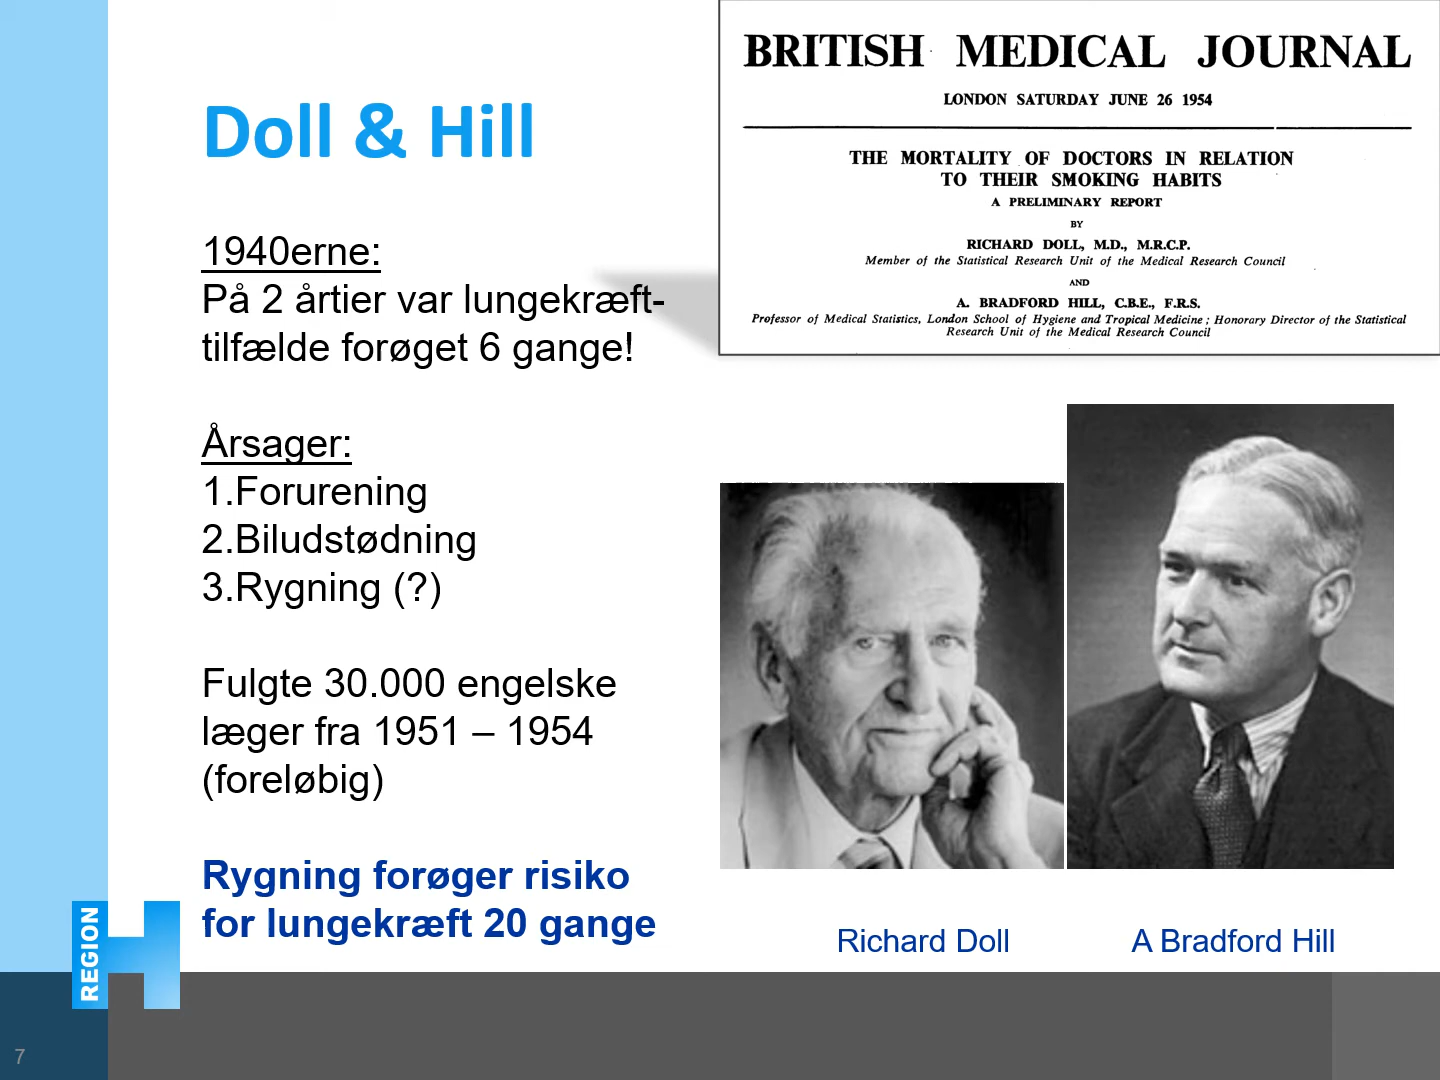 Doll & Hill
1940erne:
På 2 årtier var lungekræft-
tilfælde forøget 6 gange!
Årsager:
1.Forurening
2.Biludstødning
3.Rygning (?)
Fulgte 30.000 engelske
læger fra 1951 – 1954
(foreløbig)
Rygning forøger risiko
for lungekræft 20 gange
BRITISH MEDICAL JOURNAL
LONDON SATURDAY JUNE 26 1954
THE MORTALITY OF DOCTORS IN RELATION
TO THEIR SMOKING HABITS
A PRELIMINARY REPORT
BY
RICHARD DOLL, M.D., M.R.C.P.
Member of the Statistical Research Unit of the Medical Research Council
AND
A. BRADFORD HILL, C.B.E., F.R.S.
Professor of Medical Statistics, London School of Hygiene and Tropical Medicine; Honorary Director of the Statistical
Research Unit of the Medical Research Council
Richard Doll
A Bradford Hill
REGION
7